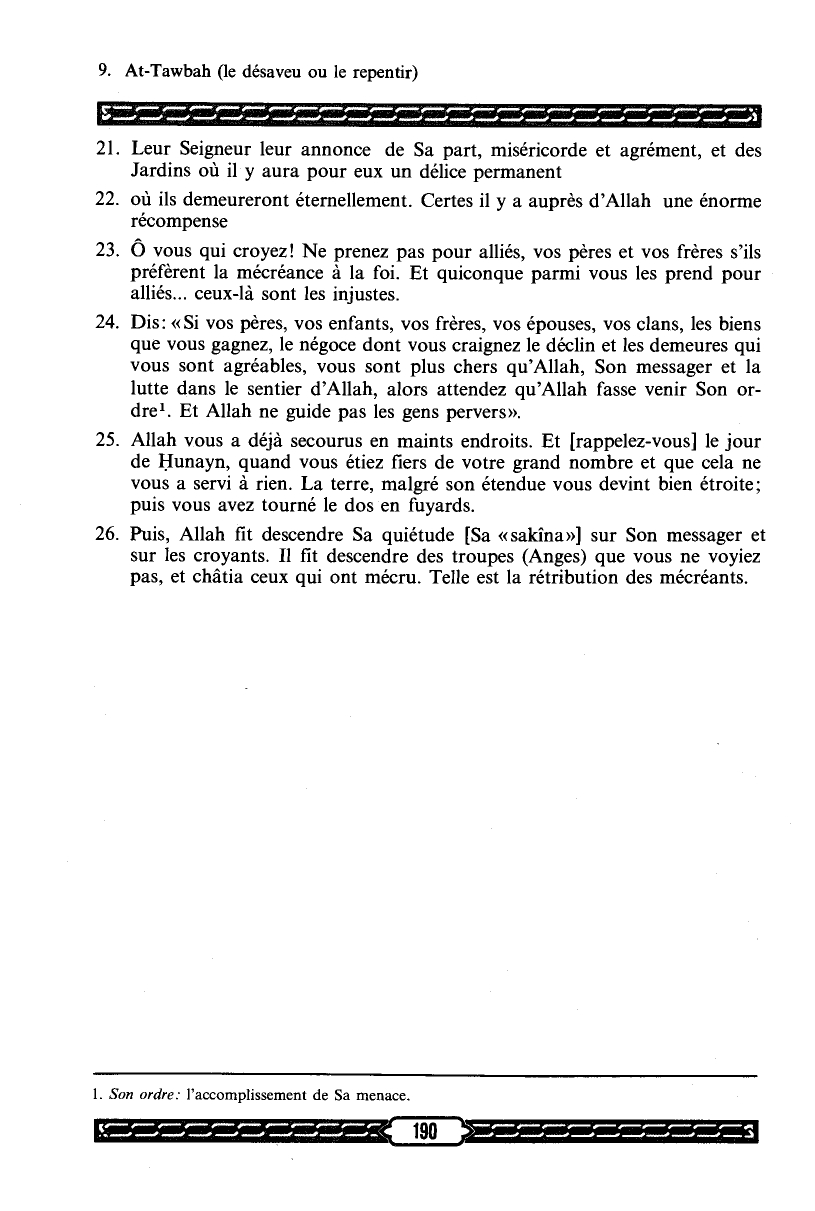 9. At-Tawbah (le désaveu ou le repentir)
21. Leur Seigneur leur annonce de Sa part, miséricorde et agrément, et des
Jardins où il y aura pour eux un délice permanent
22. où ils demeureront éternellement. Certes il y a auprès d'Allah une énorme
récompense
23. Ô vous qui croyez! Ne prenez pas pour alliés, vos pères et vos frères s'ils
préfèrent la mécréance à la foi. Et quiconque parmi vous les prend pour
alliés... ceux-là sont les injustes.
24. Dis: «Si vos pères, vos enfants, vos frères, vos épouses, vos clans, les biens
que vous gagnez, le négoce dont vous craignez le déclin et les demeures qui
vous sont agréables, vous sont plus chers qu'Allah, Son messager et la
lutte dans le sentier d'Allah, alors attendez qu'Allah fasse venir Son or-
dre¹. Et Allah ne guide pas les gens pervers».
25. Allah vous a déjà secourus en maints endroits. Et [rappelez-vous] le jour
de Ḥunayn, quand vous étiez fiers de votre grand nombre et que cela ne
vous a servi à rien. La terre, malgré son étendue vous devint bien étroite;
puis vous avez tourné le dos en fuyards.
26. Puis, Allah fit descendre Sa quiétude [Sa «sakîna»] sur Son messager et
sur les croyants. Il fit descendre des troupes (Anges) que vous ne voyiez
pas, et châtia ceux qui ont mécru. Telle est la rétribution des mécréants.
1. Son ordre: l'accomplissement de Sa menace.
190